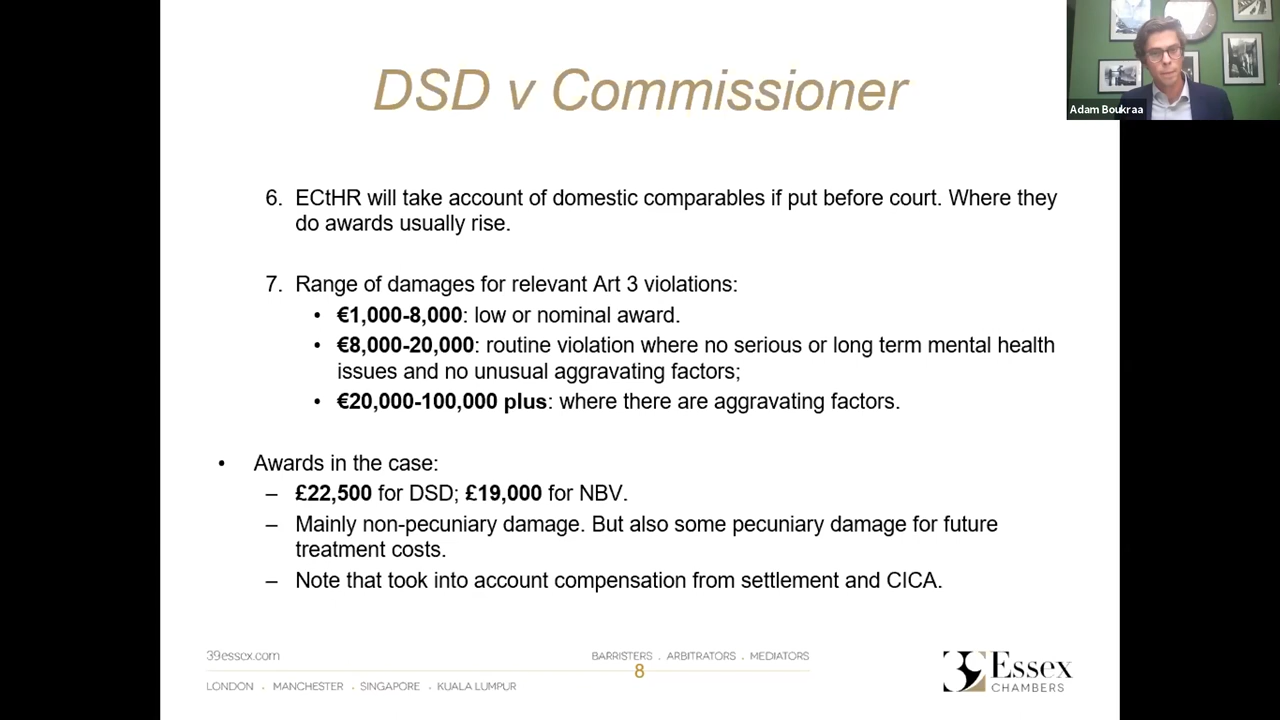 DSD v Commissioner
Adam Boukraa
6. ECtHR will take account of domestic comparables if put before court. Where they
do awards usually rise.
7. Range of damages for relevant Art 3 violations:
• €1,000-8,000: low or nominal award.
• €8,000-20,000: routine violation where no serious or long term mental health
issues and no unusual aggravating factors;
• €20,000-100,000 plus: where there are aggravating factors.
• Awards in the case:
– £22,500 for DSD; £19,000 for NBV.
– Mainly non-pecuniary damage. But also some pecuniary damage for future
treatment costs.
– Note that took into account compensation from settlement and CICA.
39essex.com
BARRISTERS . ARBITRATORS . MEDIATORS
8
LONDON . MANCHESTER . SINGAPORE . KUALA LUMPUR
39 Essex
CHAMBERS